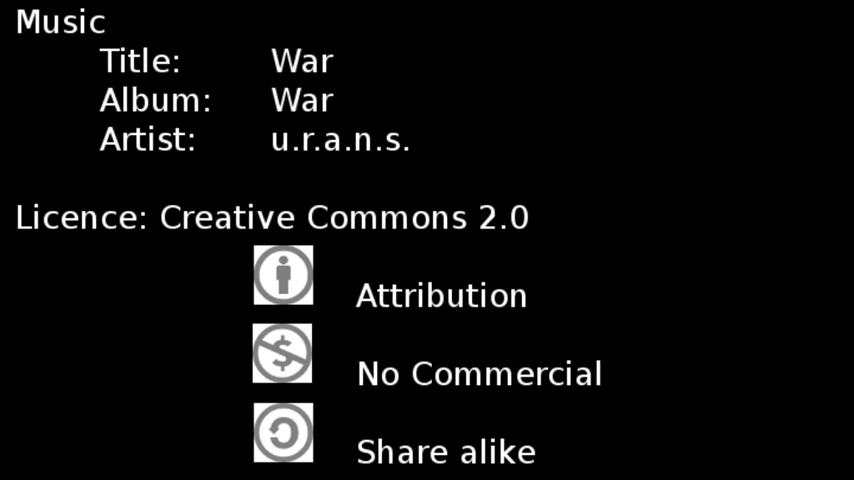 Music
Title: War
Album: War
Artist: u.r.a.n.s.
Licence: Creative Commons 2.0
Attribution
No Commercial
Share alike